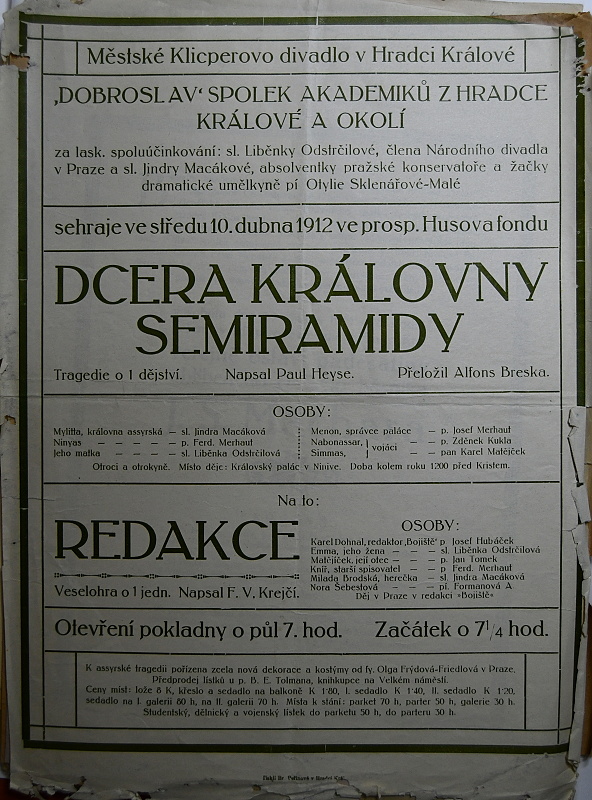 Městské Klicperovo divadlo v Hradci Králové
‚DOBROSLAV‘ SPOLEK AKADEMIKŮ Z HRADCE
KRÁLOVÉ A OKOLÍ
za lask. spoluúčinkování: sl. Liběnky Odstrčilové, člena Národního divadla
v Praze a sl. Jindry Macákové, absolventky pražské konservatoře a žačky
dramatické umělkyně pí Otylie Sklenářové-Malé
sehraje ve středu 10. dubna 1912 ve prosp. Husova fondu
DCERA KRÁLOVNY
SEMIRAMIDY
Tragedie o 1 dějství. Napsal Paul Heyse. Přeložil Alfons Breska.
OSOBY:
Mylitta, královna assyrská — sl. Jindra Macáková
Ninyas — — — — — p. Ferd. Merhaut
Jeho matka — — — — sl. Liběnka Odstrčilová
Menon, správce paláce — p. Josef Merhaut
Nabonassar, } vojáci — — p. Zděnek Kukla
Simmas, — — pan Karel Matějček
Otroci a otrokyně. Místo děje: Královský palác v Ninive. Doba kolem roku 1200 před Kristem.
Na to:
REDAKCE
Veselohra o 1 jedn. Napsal F. V. Krejčí.
OSOBY:
Karel Dohnal, redaktor „Bojiště“ p Josef Hubáček
Emma, jeho žena — — — sl. Liběnka Odstrčilová
Matějíček, její otec — — — p. Jan Tomek
Kníř, starší spisovatel — — p Ferd. Merhaut
Milada Brodská, herečka — sl. Jindra Macáková
Nora Šebestová — — — př. Formanová A.
Děj v Praze v redakci »Bojiště«
Otevření pokladny o půl 7. hod. Začátek o 7¼ hod.
K assyrské tragedii pořízena zcela nová dekorace a kostýmy od fy. Olga Frýdová-Friedlová v Praze.
Předprodej lístků u p. B. E. Tolmana, knihkupce na Velkém náměstí.
Ceny míst: lóže 8 K, křeslo a sedadlo na balkoně K 1·80, I. sedadlo K 1·40, II. sedadlo K 1·20,
sedadlo na I. galerii 80 h, na II. galerii 70 h. Místa k stání: parket 70 h, parter 50 h, galerie 30 h.
Studentský, dělnický a vojenský lístek do parketu 50 h, do parteru 30 h.